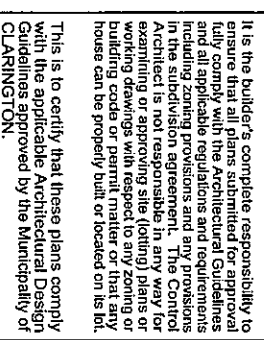 It is the builder's complete responsibility to
ensure that all plans submitted for approval
fully comply with the Architectural Guidelines
and all applicable regulations and requirements
including zoning provisions and any provisions
in the subdivision agreement. The Control
Architect is not responsible in any way for
examining or approving site (lotting) plans or
working drawings with respect to any zoning or
building code or permit matter or that any
house can be properly built or located on its lot.
This is to certify that these plans comply
with the applicable Architectural Design
Guidelines approved by the Municipality of
CLARINGTON.